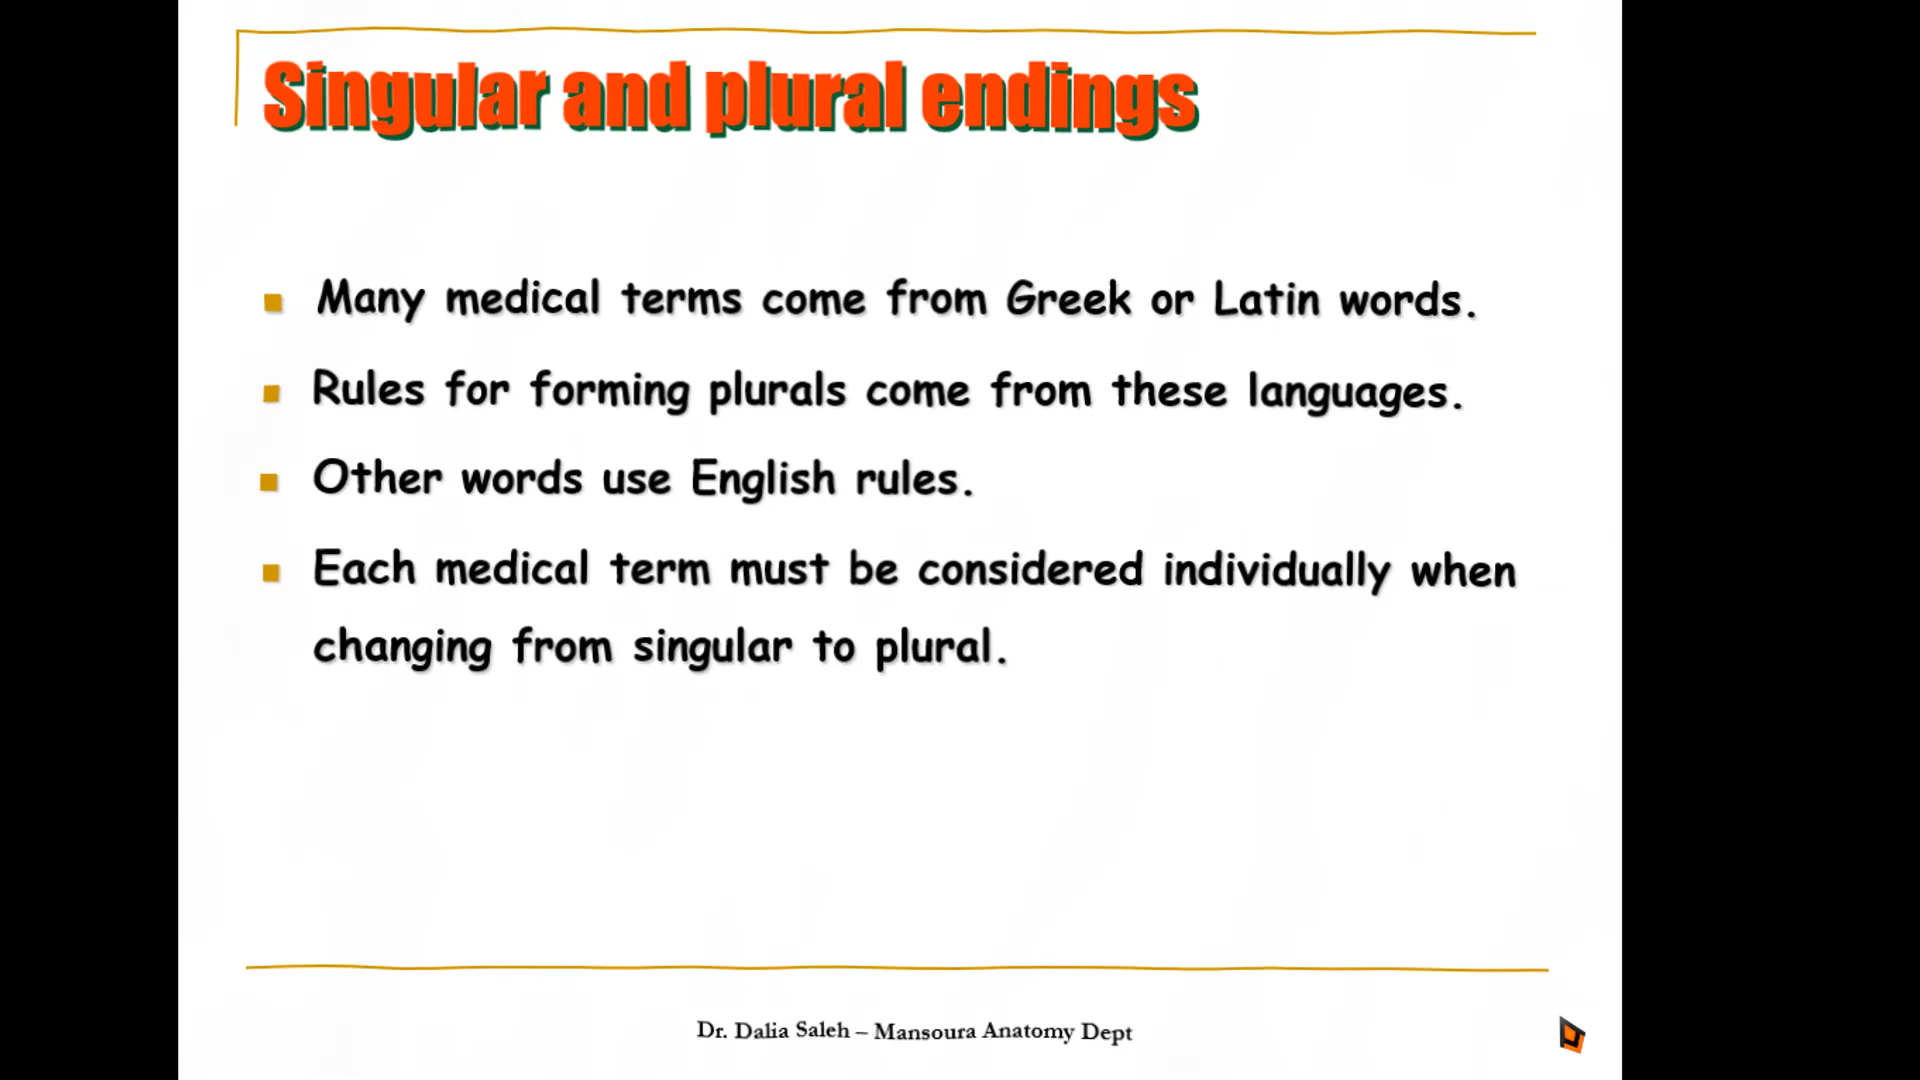 Singular and plural endings
Many medical terms come from Greek or Latin words.
Rules for forming plurals come from these languages.
Other words use English rules.
Each medical term must be considered individually when
changing from singular to plural.
Dr. Dalia Saleh – Mansoura Anatomy Dept